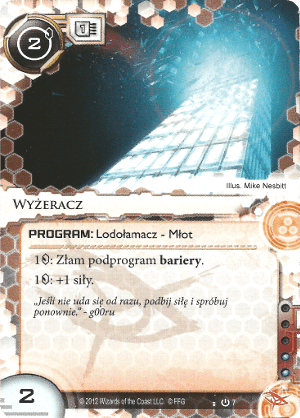 2
1
Illus. Mike Nesbitt
WYŻERACZ
PROGRAM: Lodołamacz - Młot
1: Złam podprogram bariery.
1: +1 siły.
„Jeśli nie uda się od razu, podbij siłę i spróbuj
ponownie.” - g00ru
2
© 2012 Wizards of the Coast LLC. © FFG
7